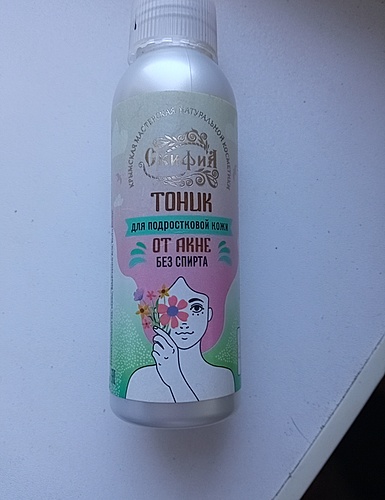 КРЫМСКАЯ МАСТЕРСКАЯ НАТУРАЛЬНОЙ КОСМЕТИКИ
СкифиЯ
ТОНИК
ДЛЯ ПОДРОСТКОВОЙ КОЖИ
ОТ АКНЕ
БЕЗ СПИРТА